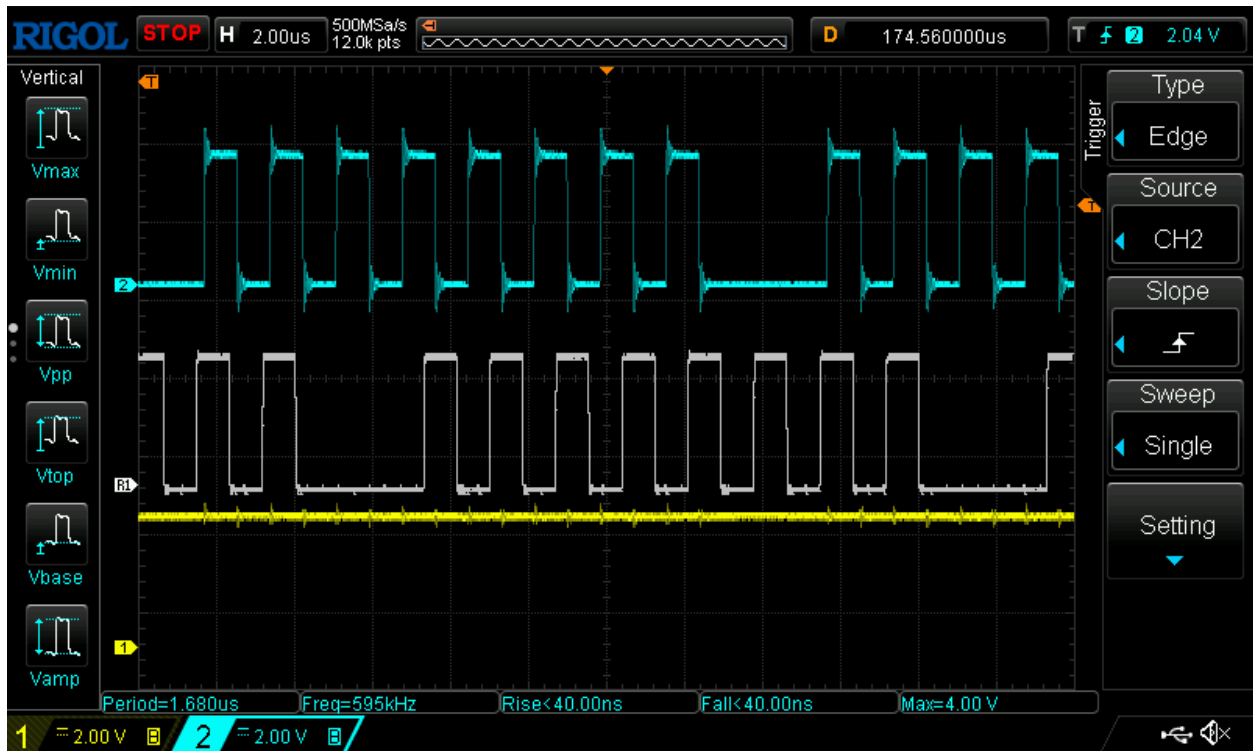 RIGOL STOP H 2.00us 500MSa/s 12.0k pts D 174.560000us T 2 2.04 V
Vertical
Vmax
Vmin
Vpp
Vtop
Vbase
Vamp
T
T
2
R1
1
Trigger
Type
Edge
Source
CH2
Slope
Sweep
Single
Setting
Period=1.680us Freq=595kHz Rise<40.00ns Fall<40.00ns Max=4.00 V
1 2.00 V B 2 2.00 V B